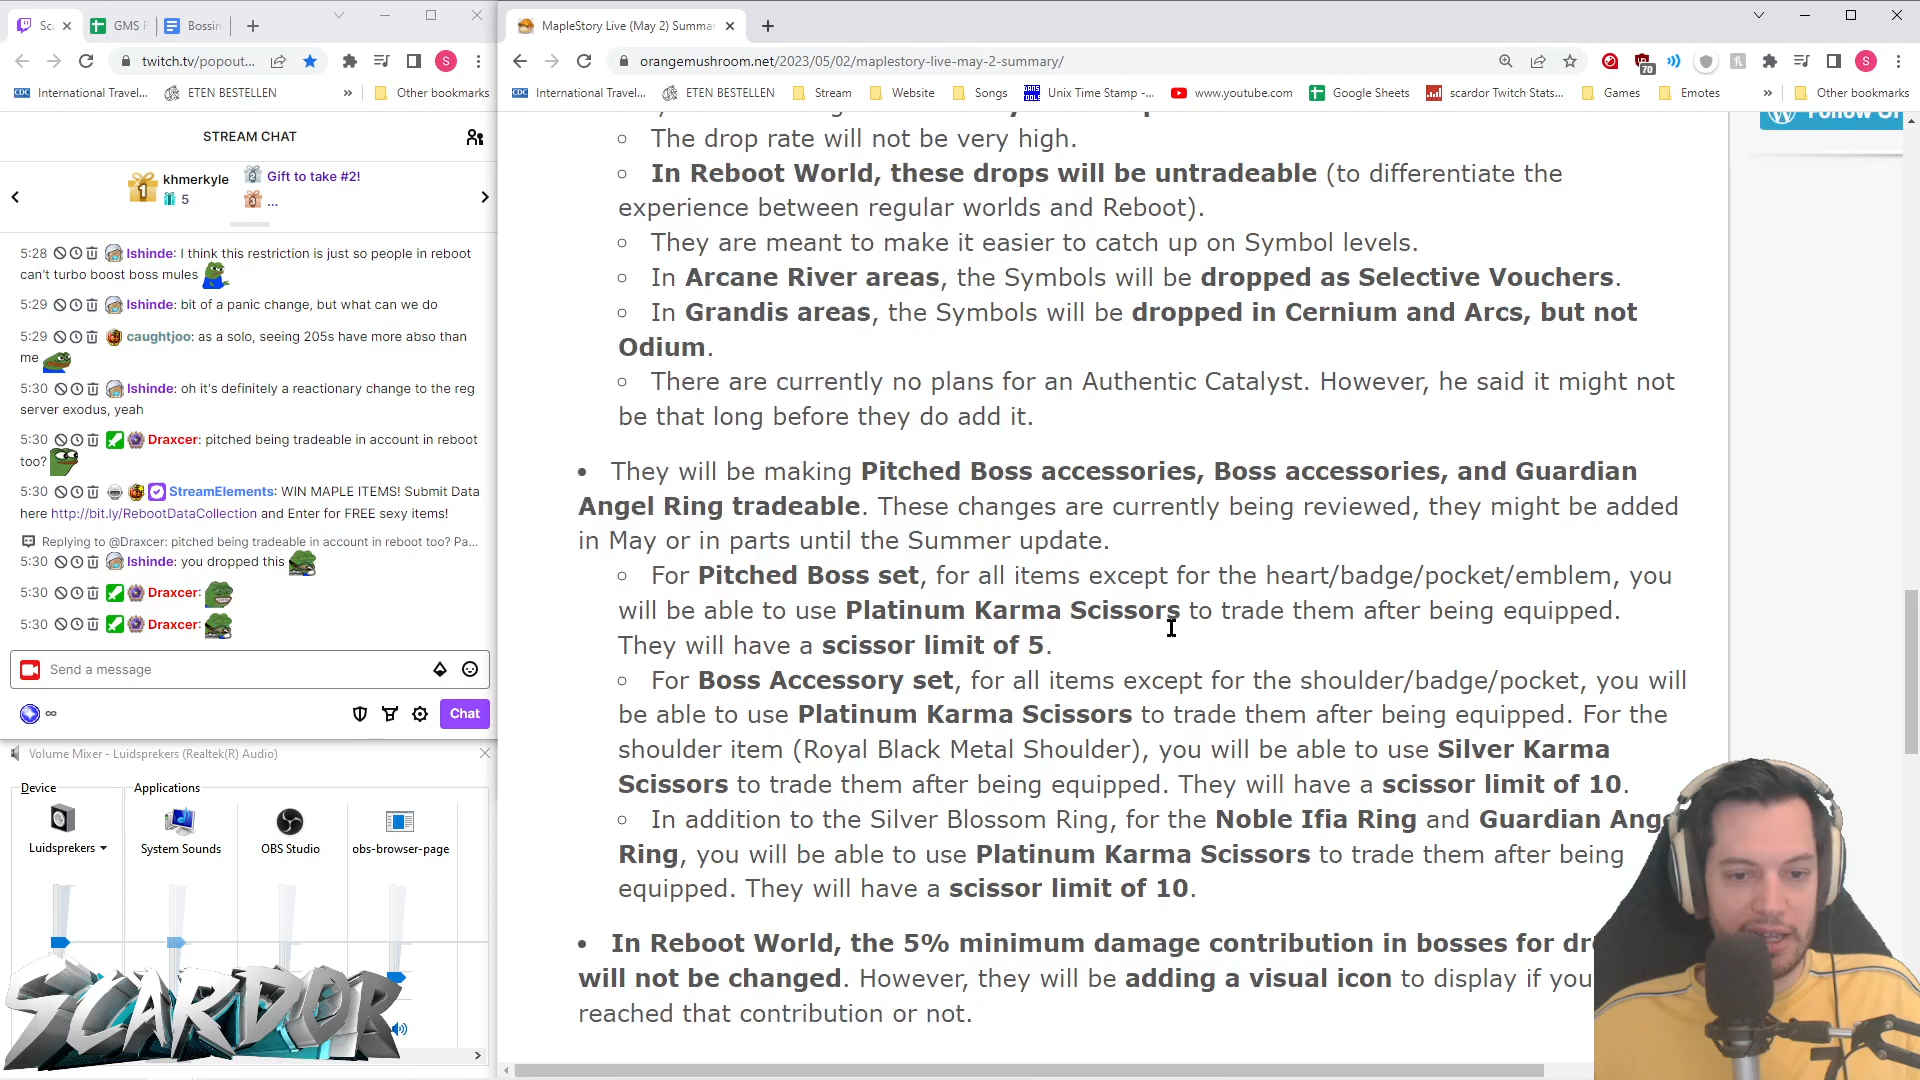 Sc
GMS F
Bossin
MapleStory Live (May 2) Summa
twitch.tv/popout...
orangemushroom.net/2023/05/02/maplestory-live-may-2-summary/
70
International Travel...
ETEN BESTELLEN
»
Other bookmarks
International Travel...
ETEN BESTELLEN
Stream
Website
Songs
Unix Time Stamp -...
www.youtube.com
Google Sheets
scardor Twitch Stats...
Games
Emotes
»
Other bookmarks
STREAM CHAT
1
khmerkyle
5
2
Gift to take #2!
3
...
5:28 Ishinde: I think this restriction is just so people in reboot
can't turbo boost boss mules
5:29 Ishinde: bit of a panic change, but what can we do
5:29 caughtjoo: as a solo, seeing 205s have more abso than
me
5:30 Ishinde: oh it's definitely a reactionary change to the reg
server exodus, yeah
5:30 Draxcer: pitched being tradeable in account in reboot
too?
5:30 StreamElements: WIN MAPLE ITEMS! Submit Data
here http://bit.ly/RebootDataCollection and Enter for FREE sexy items!
Replying to @Draxcer: pitched being tradeable in account in reboot too? Pa...
5:30 Ishinde: you dropped this
5:30 Draxcer:
5:30 Draxcer:
Send a message
∞
Chat
Volume Mixer - Luidsprekers (Realtek(R) Audio)
Device
Applications
Luidsprekers
System Sounds
OBS Studio
obs-browser-page
SCARDOR
Follow Or
◦ The drop rate will not be very high.
◦ In Reboot World, these drops will be untradeable (to differentiate the
experience between regular worlds and Reboot).
◦ They are meant to make it easier to catch up on Symbol levels.
◦ In Arcane River areas, the Symbols will be dropped as Selective Vouchers.
◦ In Grandis areas, the Symbols will be dropped in Cernium and Arcs, but not
Odium.
◦ There are currently no plans for an Authentic Catalyst. However, he said it might not
be that long before they do add it.
• They will be making Pitched Boss accessories, Boss accessories, and Guardian
Angel Ring tradeable. These changes are currently being reviewed, they might be added
in May or in parts until the Summer update.
◦ For Pitched Boss set, for all items except for the heart/badge/pocket/emblem, you
will be able to use Platinum Karma Scissors to trade them after being equipped.
They will have a scissor limit of 5.
◦ For Boss Accessory set, for all items except for the shoulder/badge/pocket, you will
be able to use Platinum Karma Scissors to trade them after being equipped. For the
shoulder item (Royal Black Metal Shoulder), you will be able to use Silver Karma
Scissors to trade them after being equipped. They will have a scissor limit of 10.
◦ In addition to the Silver Blossom Ring, for the Noble Ifia Ring and Guardian Ange
Ring, you will be able to use Platinum Karma Scissors to trade them after being
equipped. They will have a scissor limit of 10.
• In Reboot World, the 5% minimum damage contribution in bosses for dr
will not be changed. However, they will be adding a visual icon to display if you
reached that contribution or not.